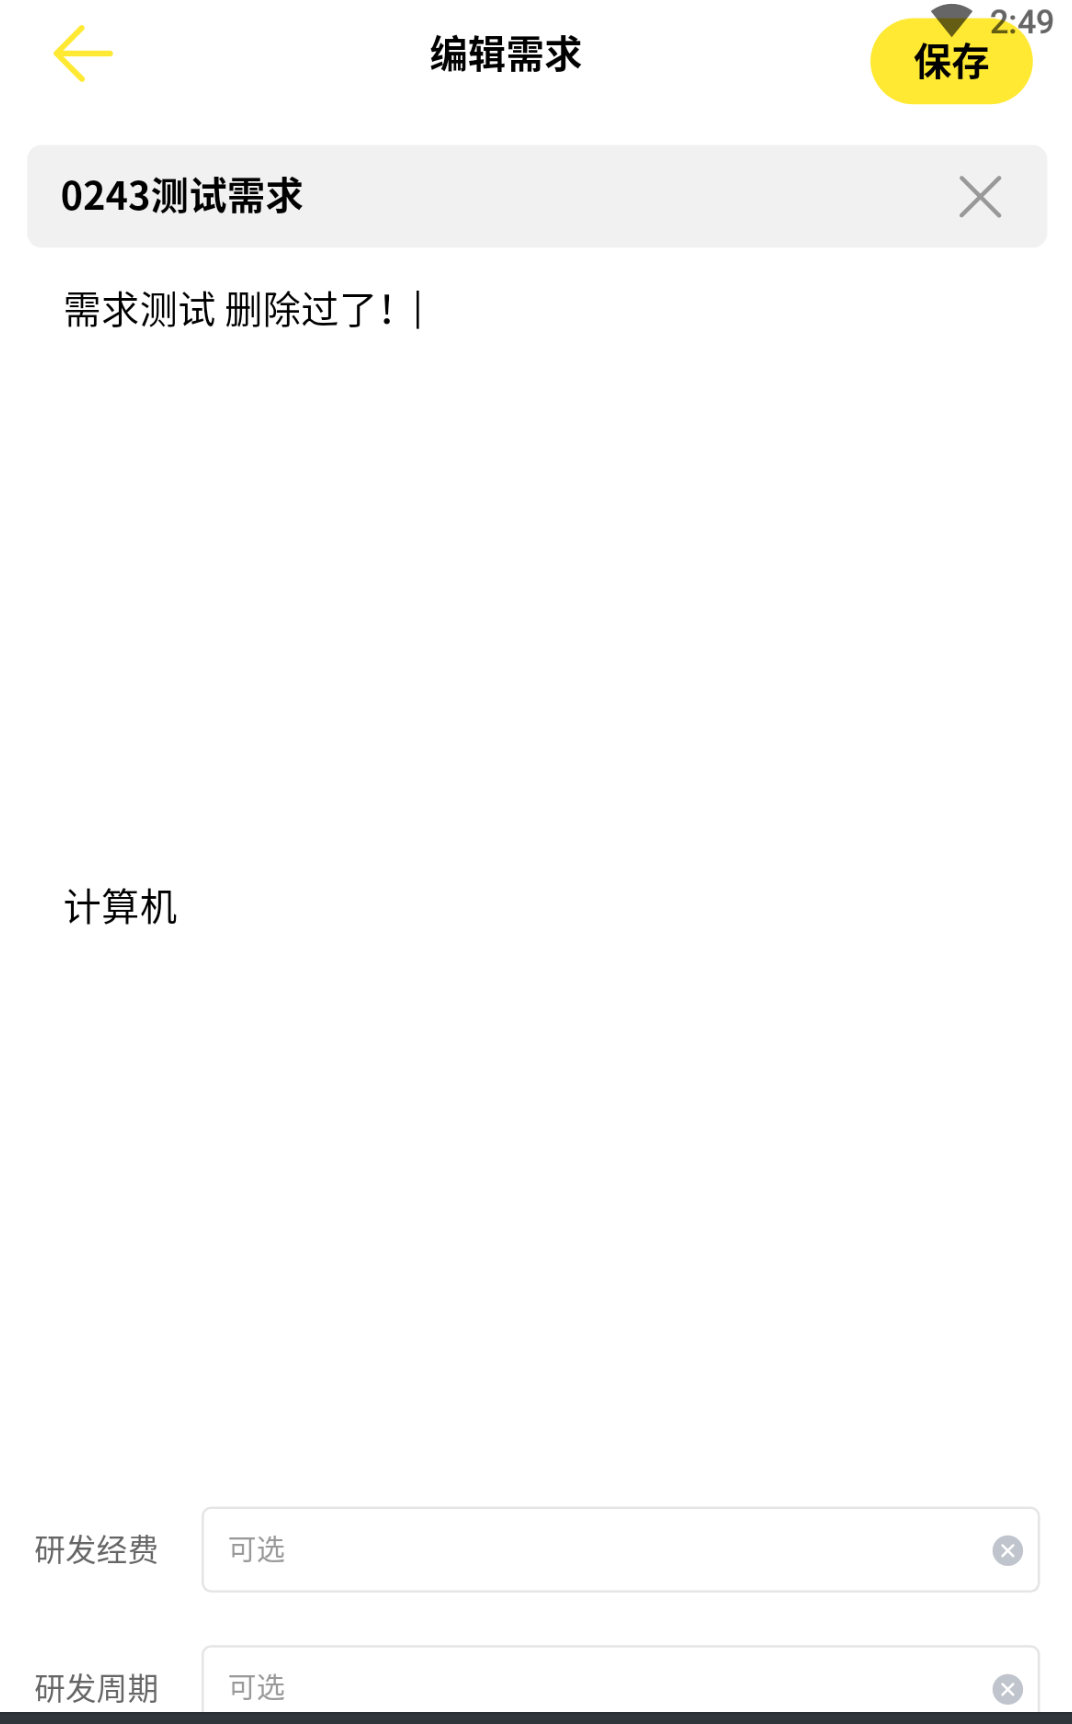 2:49
编辑需求
保存
0243测试需求
需求测试 删除过了！
计算机
研发经费
可选
研发周期
可选